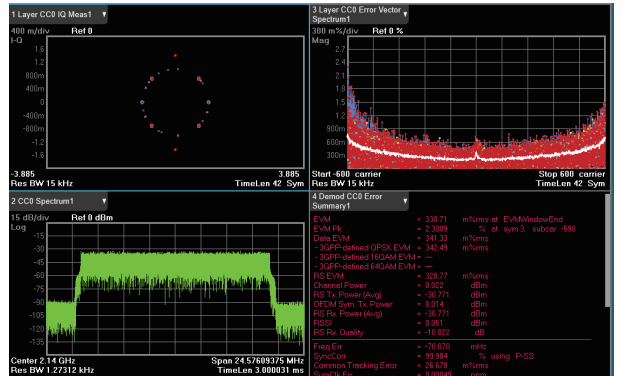 1 Layer CC0 IQ Meas1
400 m/div Ref 0
I-Q
1.6
1.2
800m
400m
0
-400m
-800m
-1.2
-1.6
-3.885 3.885
Res BW 15 kHz TimeLen 42 Sym
3 Layer CC0 Error Vector
Spectrum1
300 m%/div Ref 0 %
Mag
2.7
2.4
2.1
1.8
1.5
1.2
900m
600m
300m
Start -600 carrier Stop 600 carrier
Res BW 15 kHz TimeLen 42 Sym
2 CC0 Spectrum1
15 dB/div Ref 0 dBm
Log
-15
-30
-45
-60
-75
-90
-105
-120
-135
Center 2.14 GHz Span 24.57609375 MHz
Res BW 1.27312 kHz TimeLen 3.000031 ms
4 Demod CC0 Error
Summary1
EVM = 338.71 m%rms at EVMWindowEnd
EVM Pk = 2.3009 % at sym 3, subcar -598
Data EVM = 341.33 m%rms
- 3GPP-defined QPSK EVM = 342.49 m%rms
- 3GPP-defined 16QAM EVM = —
- 3GPP-defined 64QAM EVM = —
RS EVM = 320.77 m%rms
Channel Power = 0.022 dBm
RS Tx. Power (Avg) = -30.771 dBm
OFDM Sym. Tx. Power = 0.014 dBm
RS Rx. Power (Avg) = -30.771 dBm
RSSI = 0.051 dBm
RS Rx. Quality = -10.822 dB
Freq Err = -70.070 mHz
SyncCorr = 99.984 % using P-SS
Common Tracking Error = 26.678 m%rms
SymClk Err = 0.00049 ppm